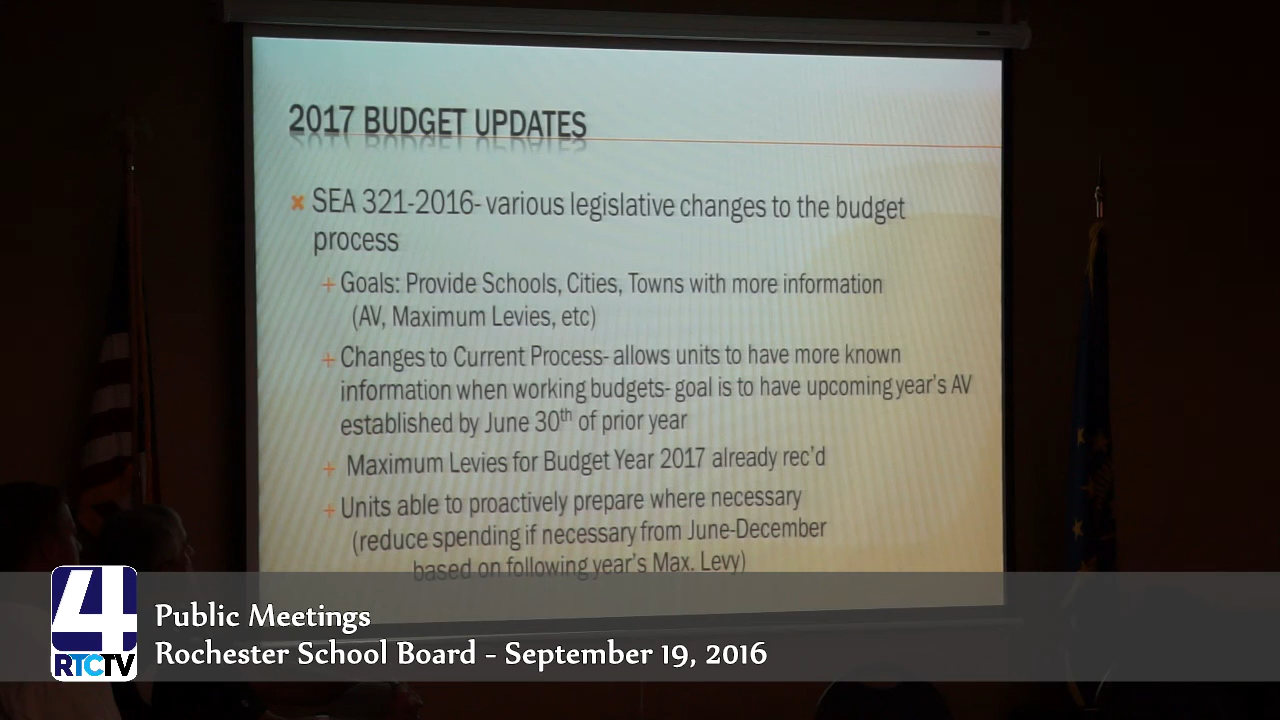 2017 BUDGET UPDATES
SEA 321-2016- various legislative changes to the budget
process
Goals: Provide Schools, Cities, Towns with more information
(AV, Maximum Levies, etc)
Changes to Current Process- allows units to have more known
information when working budgets- goal is to have upcoming year's AV
established by June 30th of prior year
Maximum Levies for Budget Year 2017 already rec'd
Units able to proactively prepare where necessary
(reduce spending if necessary from June-December
based on following year's Max. Levy)
4
RTCTV
Public Meetings
Rochester School Board - September 19, 2016